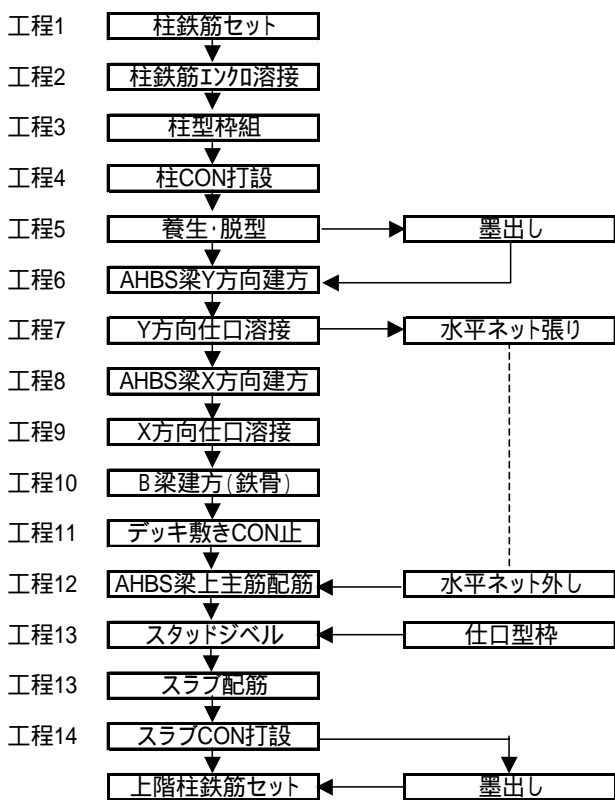 工程1 柱鉄筋セット
工程2 柱鉄筋エンクロ溶接
工程3 柱型枠組
工程4 柱CON打設
工程5 養生・脱型 墨出し
工程6 AHBS梁Y方向建方
工程7 Y方向仕口溶接 水平ネット張り
工程8 AHBS梁X方向建方
工程9 X方向仕口溶接
工程10 B梁建方(鉄骨)
工程11 デッキ敷きCON止
工程12 AHBS梁上主筋配筋 水平ネット外し
工程13 スタッドジベル 仕口型枠
工程13 スラブ配筋
工程14 スラブCON打設
上階柱鉄筋セット 墨出し